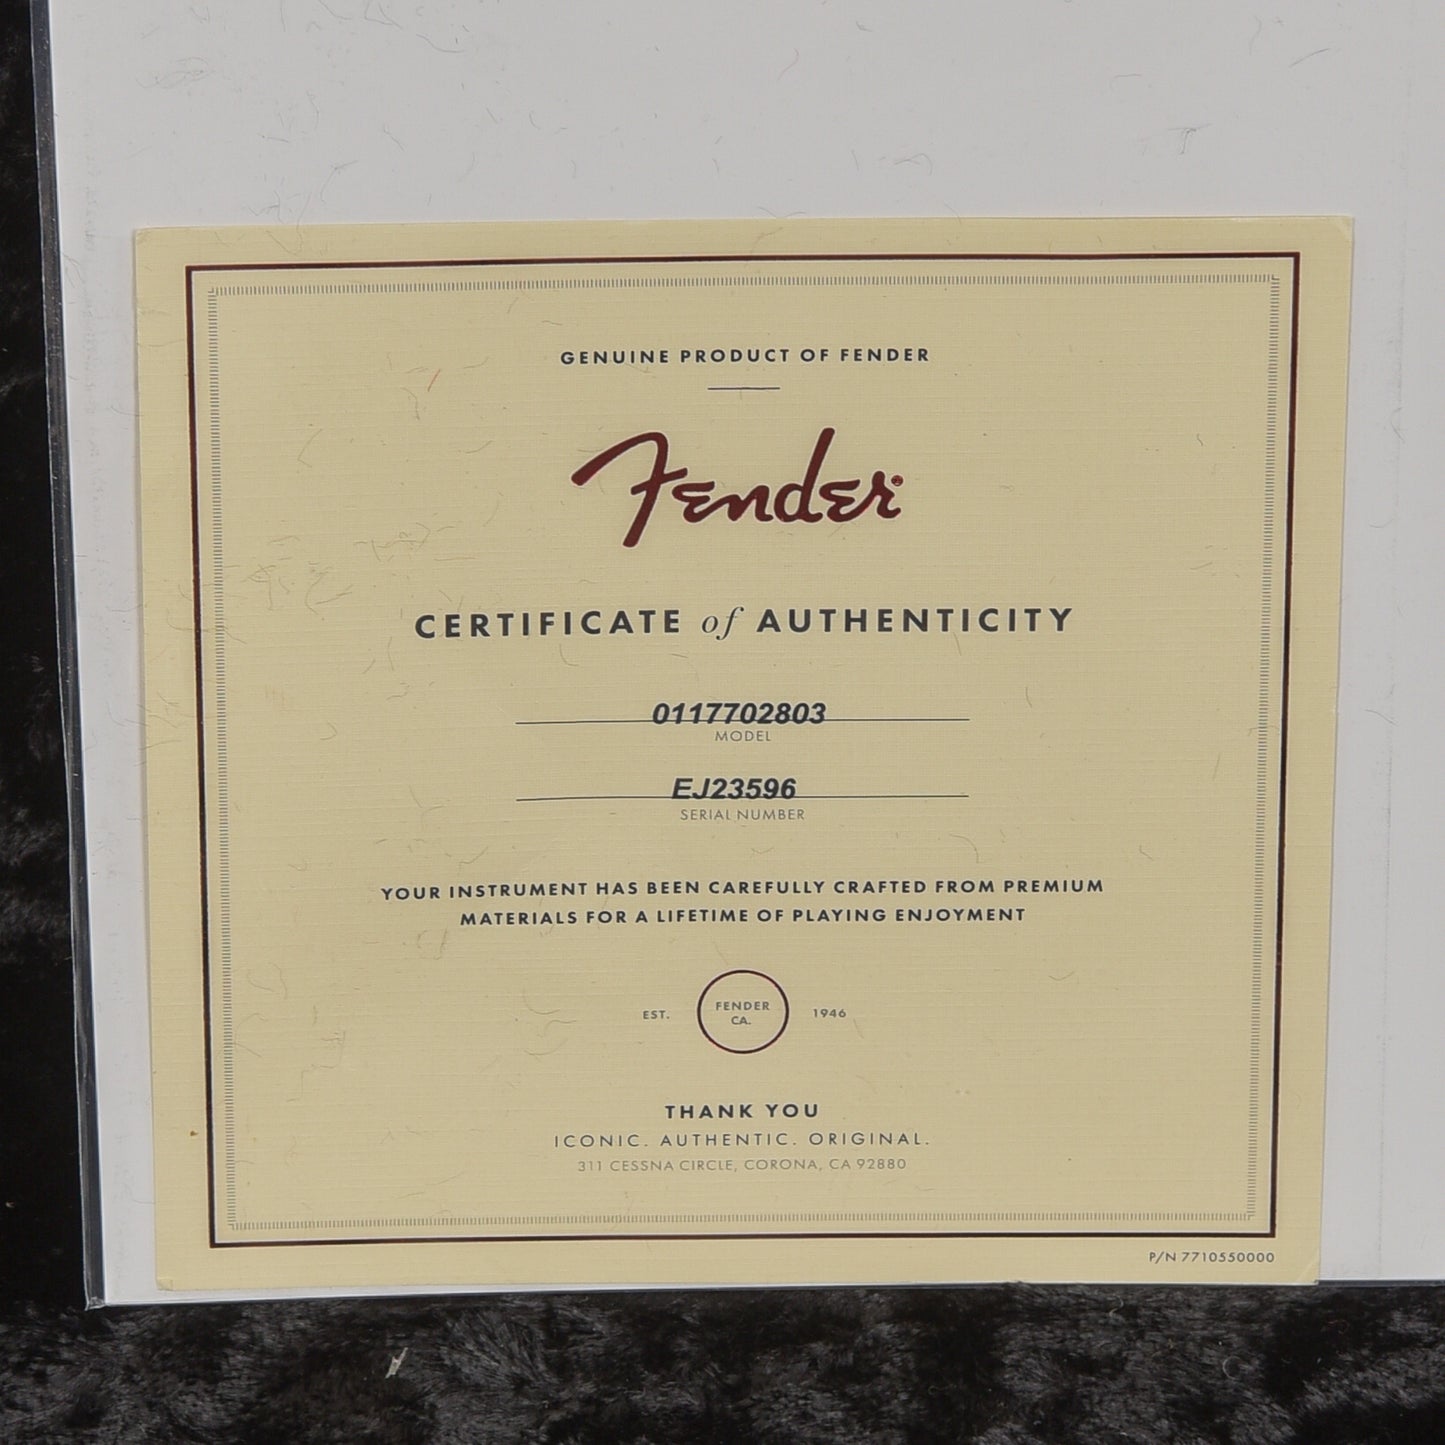 GENUINE PRODUCT OF FENDER
Fender®
CERTIFICATE of AUTHENTICITY
0117702803
MODEL
EJ23596
SERIAL NUMBER
YOUR INSTRUMENT HAS BEEN CAREFULLY CRAFTED FROM PREMIUM
MATERIALS FOR A LIFETIME OF PLAYING ENJOYMENT
EST. FENDER 1946
CA.
THANK YOU
ICONIC. AUTHENTIC. ORIGINAL.
311 CESSNA CIRCLE, CORONA, CA 92880
P/N 7710550000